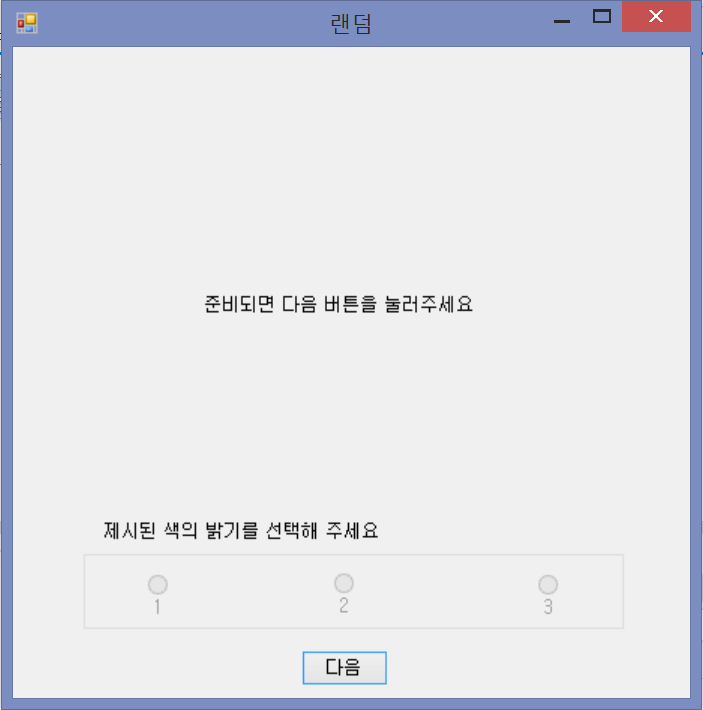 랜덤
준비되면 다음 버튼을 눌러주세요
제시된 색의 밝기를 선택해 주세요
1 2 3
다음